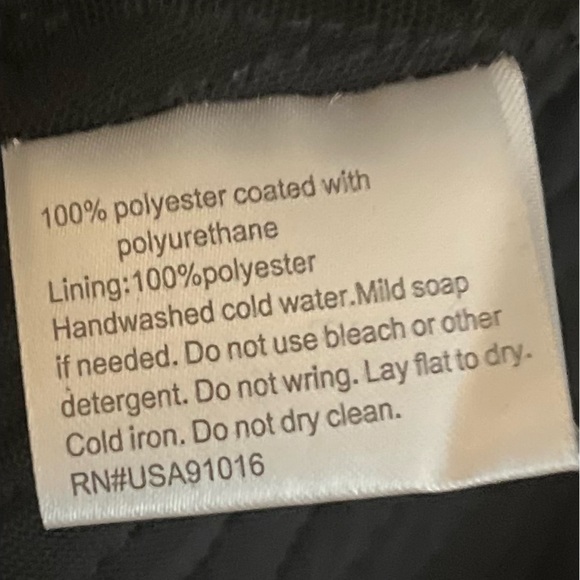 100% polyester coated with
polyurethane
Lining:100%polyester
Handwashed cold water.Mild soap
if needed. Do not use bleach or other
detergent. Do not wring. Lay flat to dry.
Cold iron. Do not dry clean.
RN#USA91016